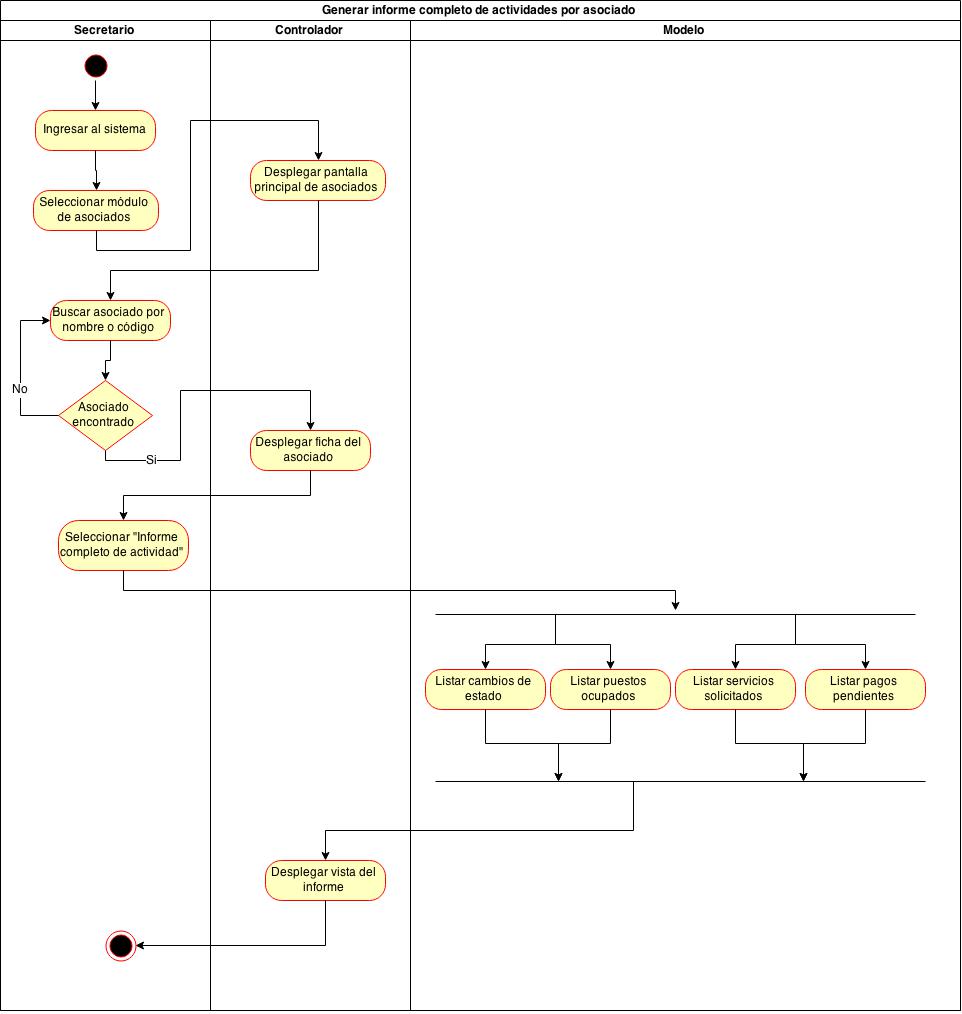 Generar informe completo de actividades por asociado
Secretario
Controlador
Modelo
Ingresar al sistema
Seleccionar módulo
de asociados
Desplegar pantalla
principal de asociados
Buscar asociado por
nombre o código
No
Asociado
encontrado
Si
Desplegar ficha del
asociado
Seleccionar "Informe
completo de actividad"
Listar cambios de
estado
Listar puestos
ocupados
Listar servicios
solicitados
Listar pagos
pendientes
Desplegar vista del
informe